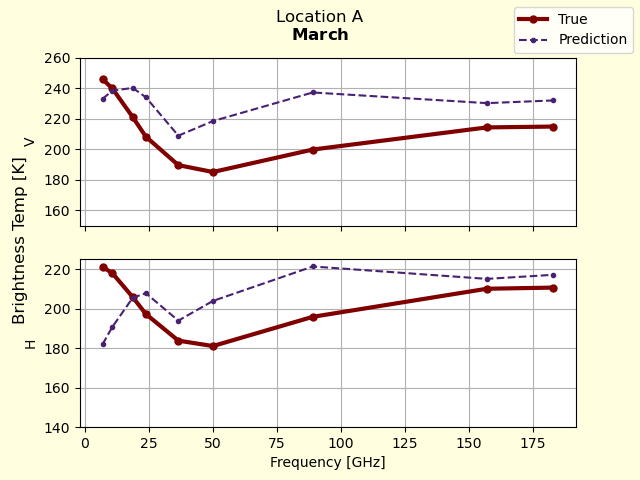 Location A
March
True
Prediction
Brightness Temp [K]
V
260
240
220
200
180
160
H
220
200
180
160
140
0
25
50
75
100
125
150
175
Frequency [GHz]